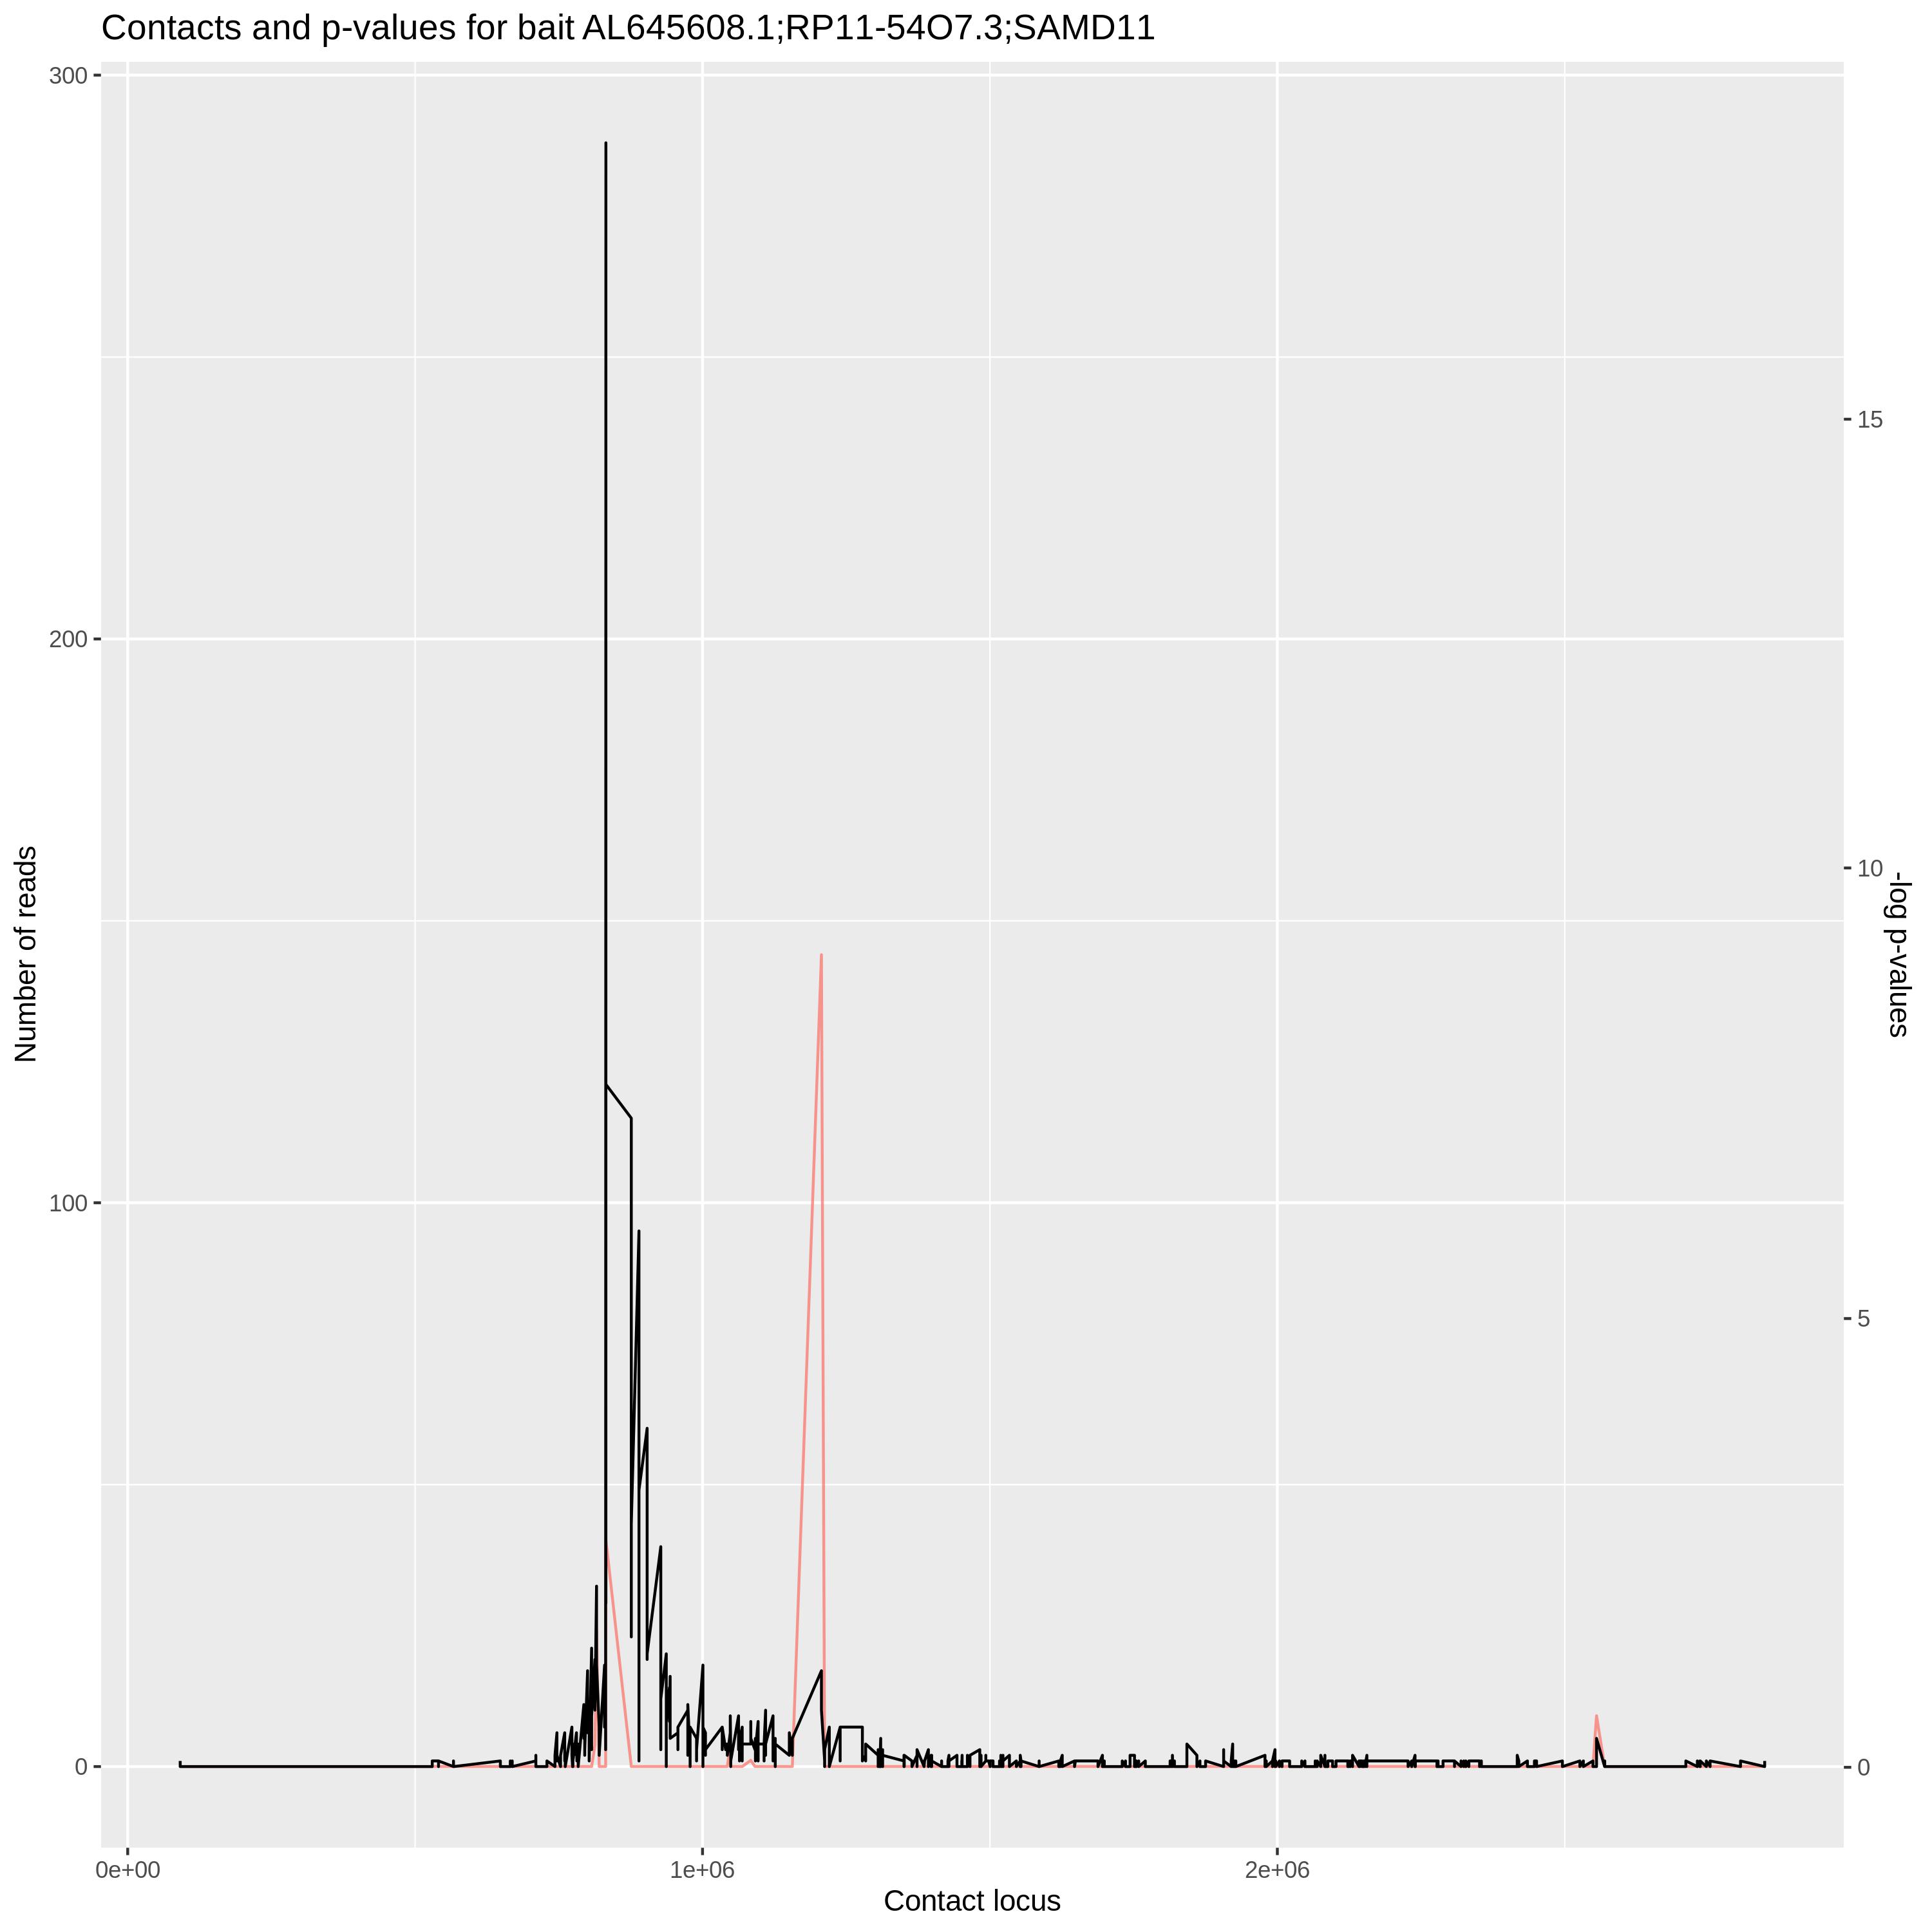 Contacts and p-values for bait AL645608.1;RP11-54O7.3;SAMD11
300
200
100
0
Number of reads
15
10
5
0
-log p-values
0e+00
1e+06
2e+06
Contact locus